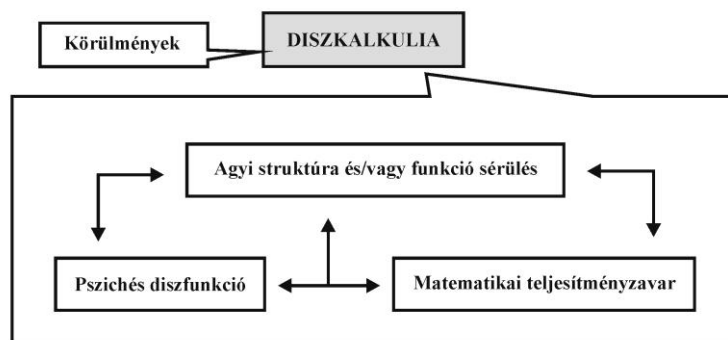 Körülmények
DISZKALKULIA
Agyi struktúra és/vagy funkció sérülés
Pszichés diszfunkció
Matematikai teljesítményzavar